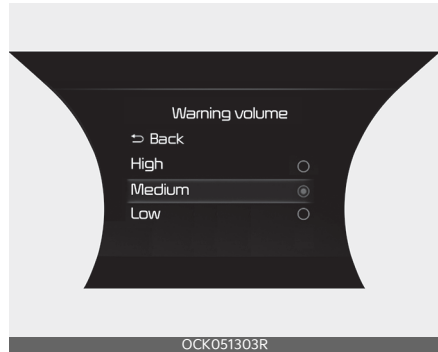 Warning volume
Back
High
Medium
Low
OCK051303R